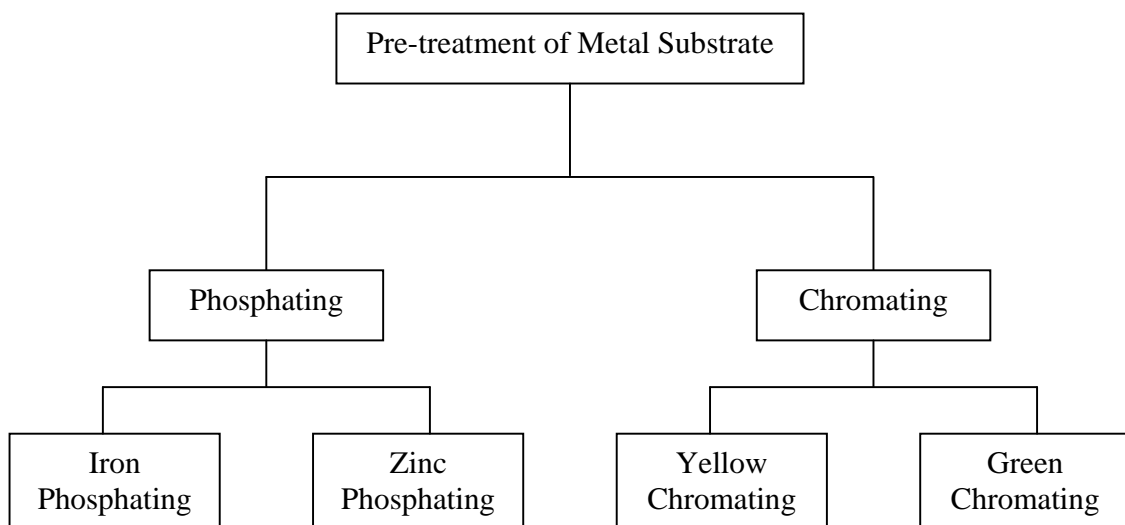 Pre-treatment of Metal Substrate
Phosphating
Chromating
Iron
Phosphating
Zinc
Phosphating
Yellow
Chromating
Green
Chromating